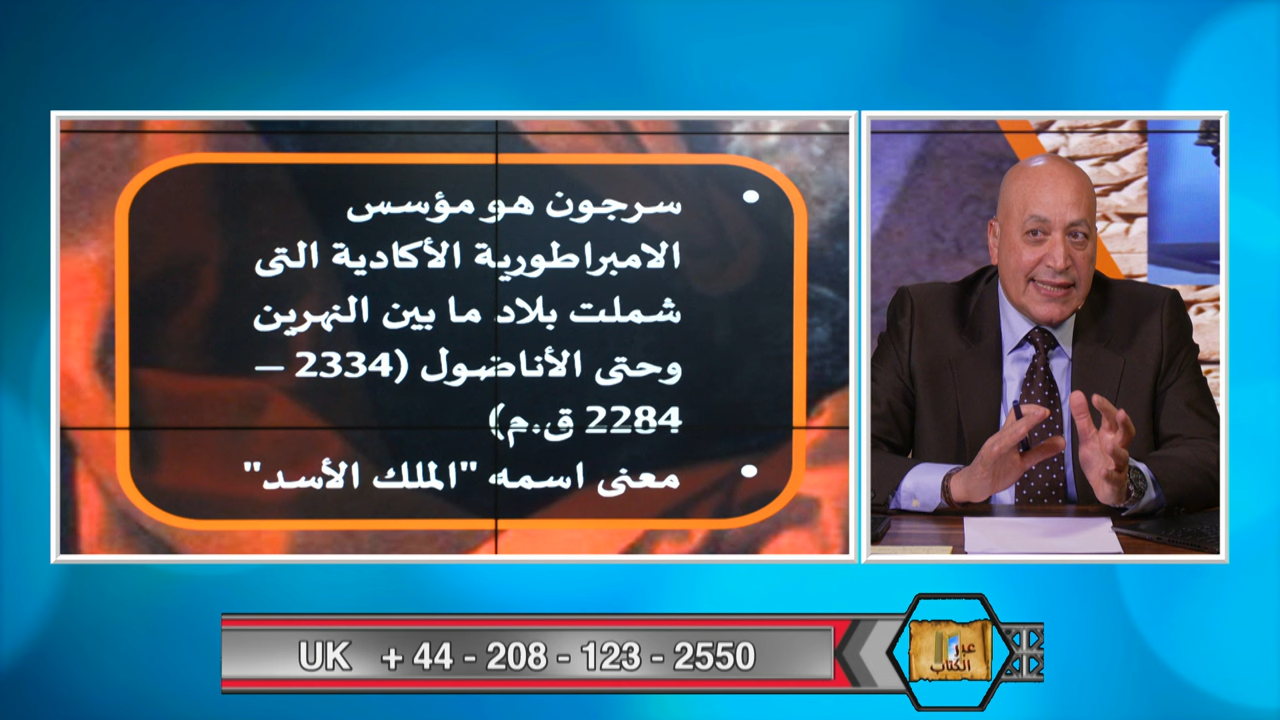 سرجون هو مؤسس
الامبراطورية الأكادية التى
شملت بلاد ما بين النهرين
وحتى الأناضول (2334 –
2284 ق.م)
معنى اسمه "الملك الأسد"
UK + 44 - 208 - 123 - 2550
عبر
الكتاب